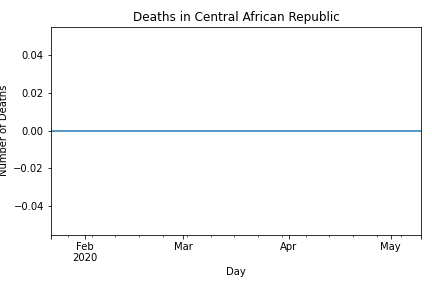 Deaths in Central African Republic
0.04
0.02
0.00
−0.02
−0.04
Number of Deaths
Feb
2020
Mar
Apr
May
Day